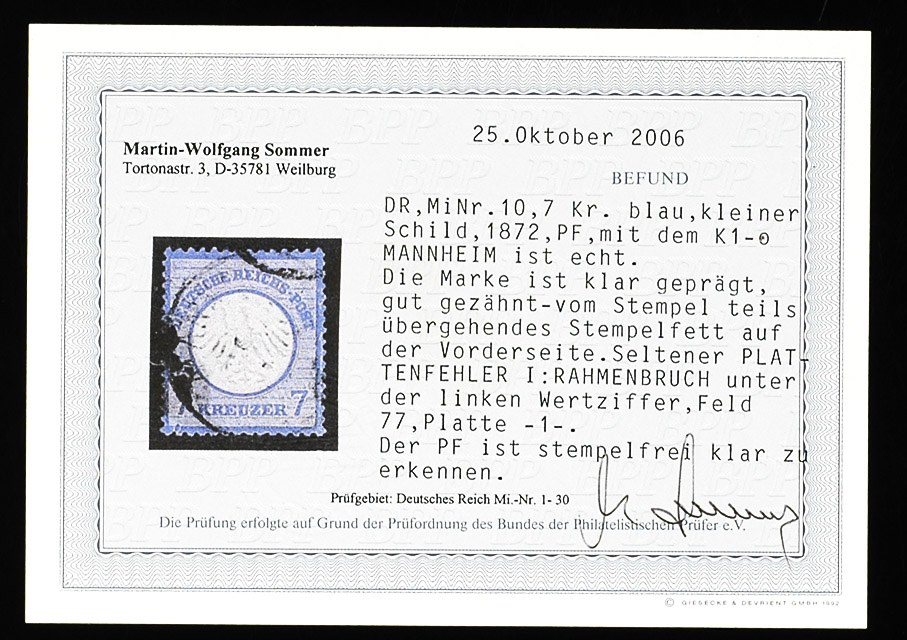 25.Oktober 2006
Martin-Wolfgang Sommer
Tortonastr. 3, D-35781 Weilburg
BEFUND
DR,MiNr.10,7 Kr. blau,kleiner
Schild,1872,PF,mit dem K1-⊙
MANNHEIM ist echt.
Die Marke ist klar geprägt,
gut gezähnt-vom Stempel teils
übergehendes Stempelfett auf
der Vorderseite.Seltener PLAT-
TENFEHLER I:RAHMENBRUCH unter
der linken Wertziffer,Feld
77,Platte -1-.
Der PF ist stempelfrei klar zu
erkennen.
DEUTSCHE REICHS-POST
7 KREUZER 7
Prüfgebiet: Deutsches Reich Mi.-Nr. 1- 30
Die Prüfung erfolgte auf Grund der Prüfordnung des Bundes der Philatelistischen Prüfer e.V.
© GIESECKE & DEVRIENT GMBH 1992